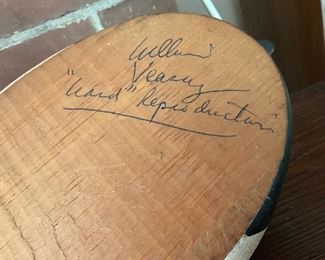 William
Veasey
"Ward" Reproduction